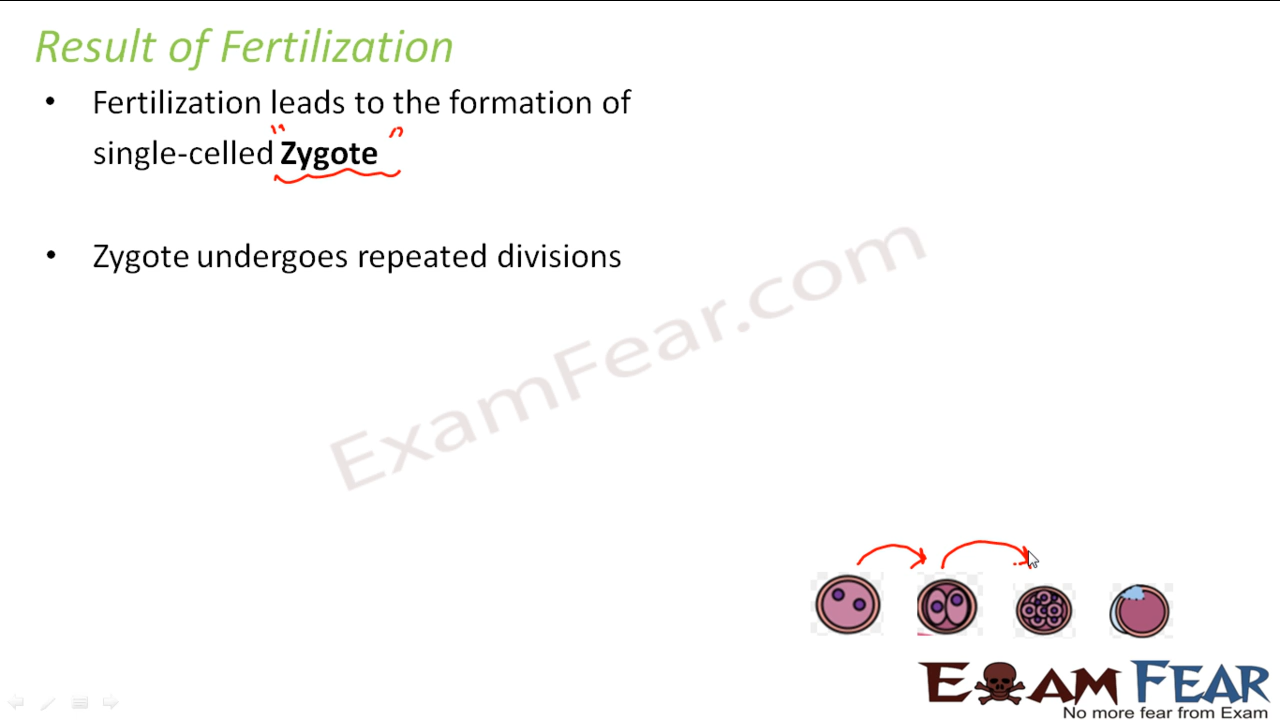 Result of Fertilization
• Fertilization leads to the formation of
single-celled "Zygote"
• Zygote undergoes repeated divisions
ExamFear.com
EXAM FEAR
No more fear from Exam